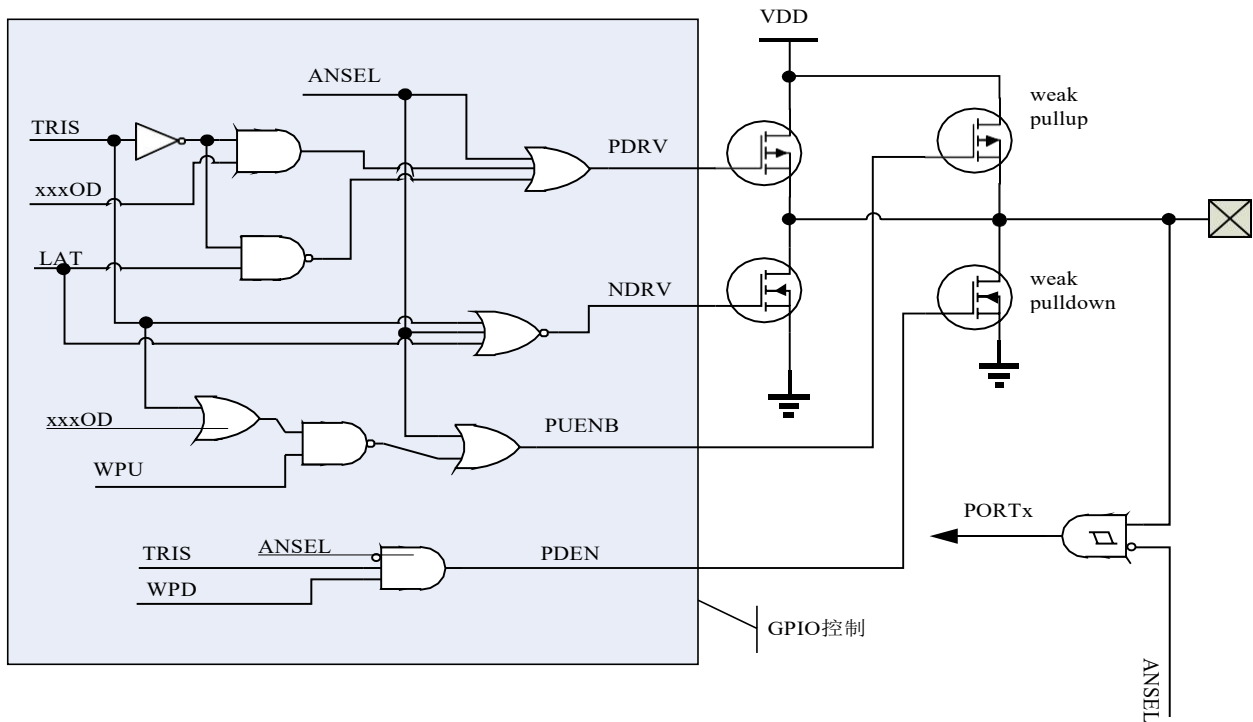 VDD
ANSEL
weak
pullup
TRIS
PDRV
xxxOD
LAT
NDRV
weak
pulldown
xxxOD
PUENB
WPU
PORTx
TRIS
ANSEL
PDEN
WPD
GPIO控制
ANSEL